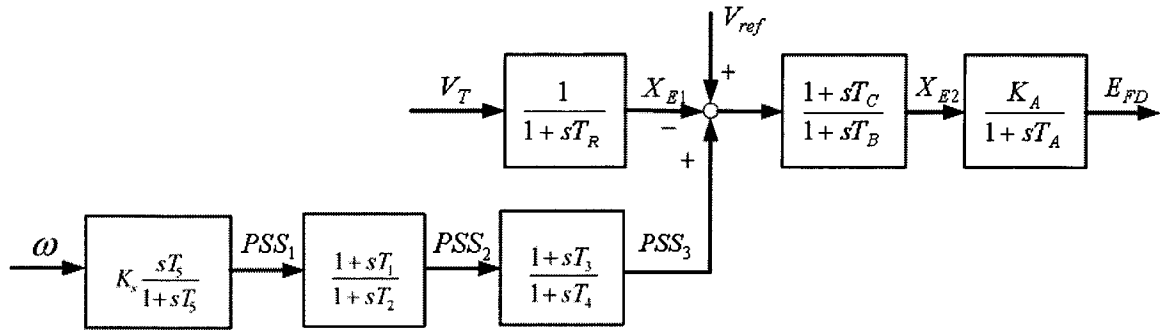 V_ref
V_T
1
1 + sT_R
X_E1
+
−
+
1 + sT_C
1 + sT_B
X_E2
K_A
1 + sT_A
E_FD
ω
K_s sT_5
1 + sT_5
PSS_1
1 + sT_1
1 + sT_2
PSS_2
1 + sT_3
1 + sT_4
PSS_3